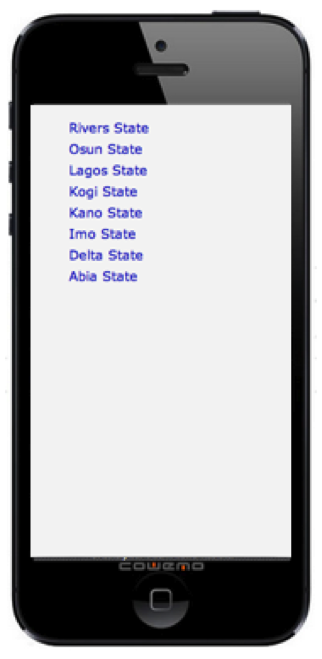 Rivers State
Osun State
Lagos State
Kogi State
Kano State
Imo State
Delta State
Abia State
COWEMO